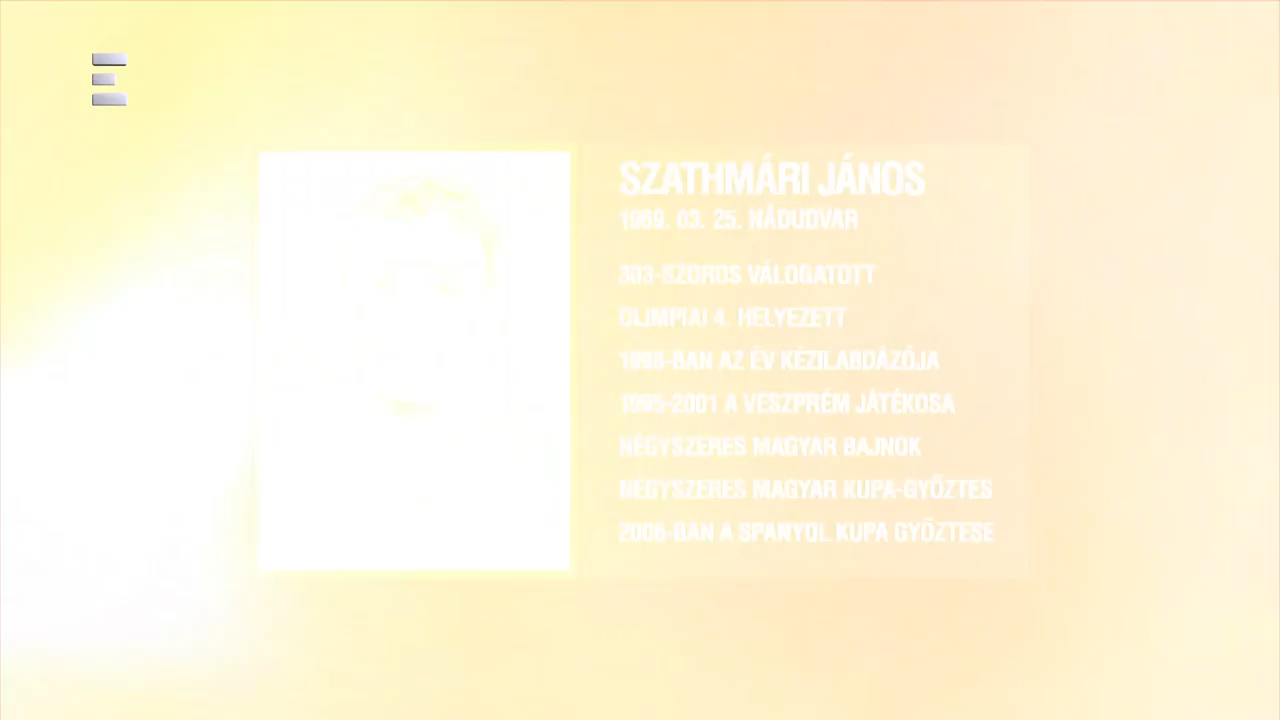 SZATHMÁRI JÁNOS
1969. 03. 25. NÁDUDVAR
303-SZOROS VÁLOGATOTT
OLIMPIAI 4. HELYEZETT
1998-BAN AZ ÉV KÉZILABDÁZÓJA
1995-2001 A VESZPRÉM JÁTÉKOSA
NÉGYSZERES MAGYAR BAJNOK
NÉGYSZERES MAGYAR KUPA-GYŐZTES
2006-BAN A SPANYOL KUPA GYŐZTESE